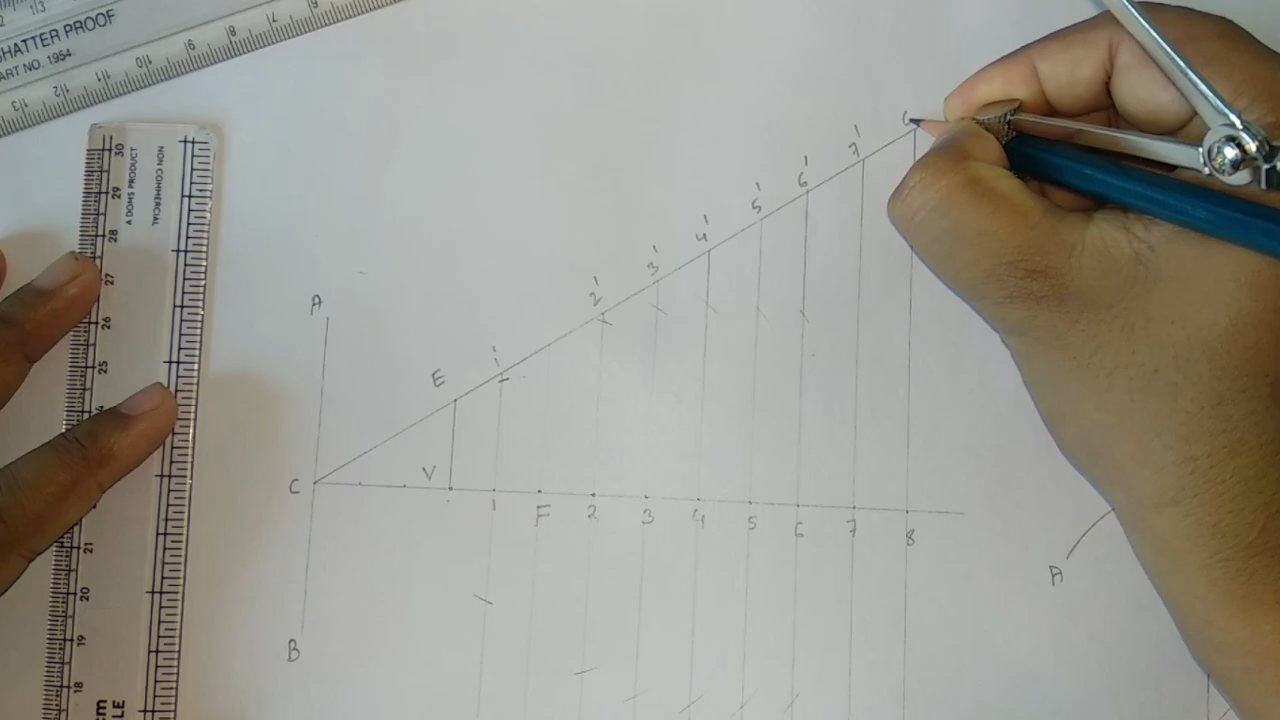 SHATTER PROOF
ART NO. 1954
13 12 11 10 9 8 7 6
A DOMS PRODUCT
NON COMMERCIAL
30
29
28
27
26
25
21
20
19
18
cm
A
E
1' 2' 3' 4' 5' 6' 7'
C V 1 F 2 3 4 5 6 7 8
B
A